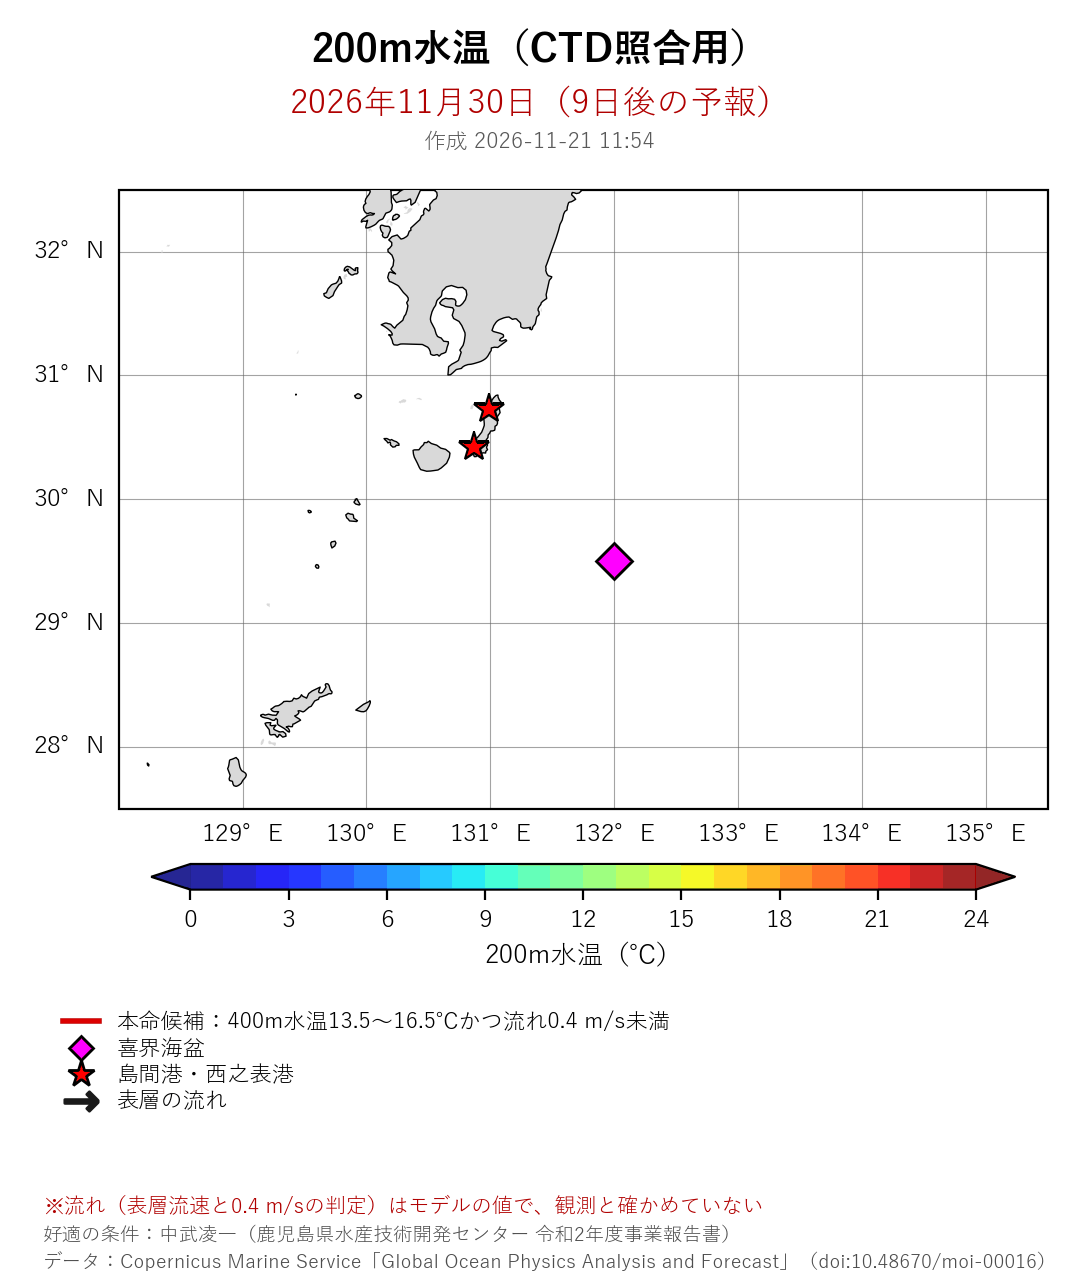 200m水温（CTD照合用）
2026年11月30日（9日後の予報）
作成 2026-11-21 11:54
32° N
31° N
30° N
29° N
28° N
129° E 130° E 131° E 132° E 133° E 134° E 135° E
0 3 6 9 12 15 18 21 24
200m水温（°C）
本命候補：400m水温13.5～16.5°Cかつ流れ0.4 m/s未満
喜界海盆
島間港・西之表港
表層の流れ
※流れ（表層流速と0.4 m/sの判定）はモデルの値で、観測と確かめていない
好適の条件：中武凌一（鹿児島県水産技術開発センター 令和2年度事業報告書）
データ：Copernicus Marine Service「Global Ocean Physics Analysis and Forecast」（doi:10.48670/moi-00016）